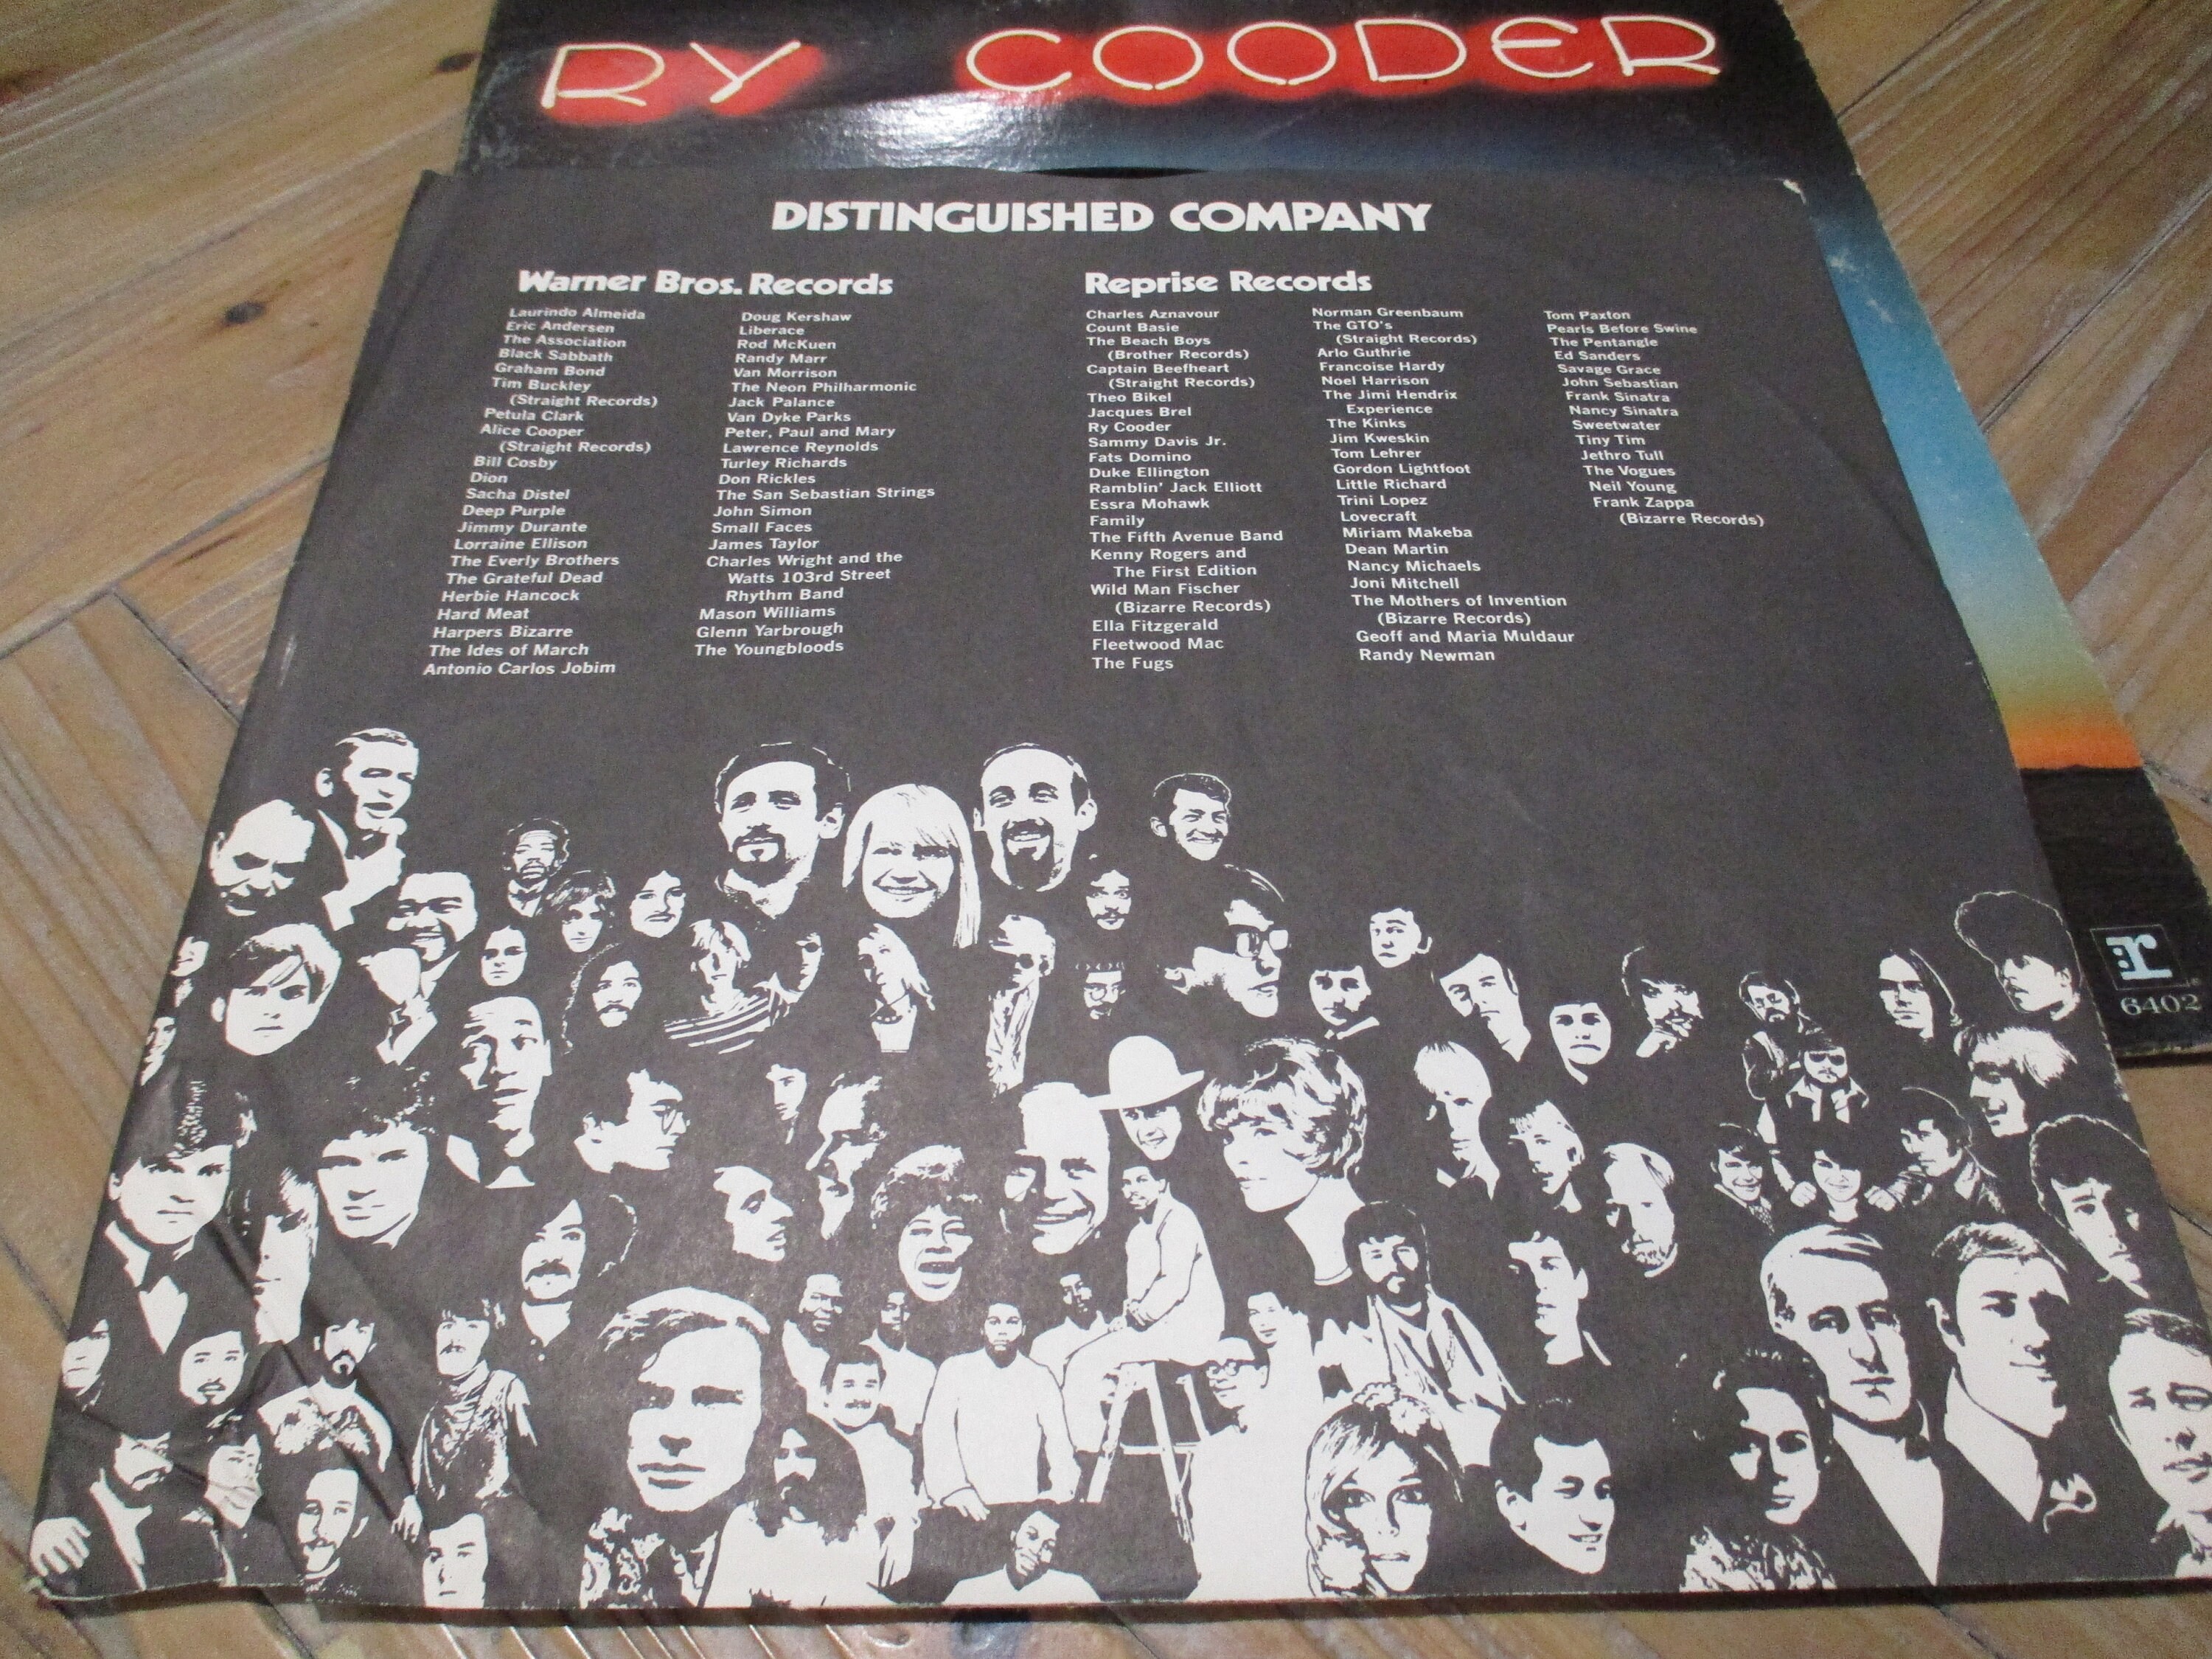 RY COODER
DISTINGUISHED COMPANY
Warner Bros. Records
Laurindo Almeida
Eric Andersen
The Association
Black Sabbath
Graham Bond
Tim Buckley
(Straight Records)
Petula Clark
Alice Cooper
(Straight Records)
Bill Cosby
Dion
Sacha Distel
Deep Purple
Jimmy Durante
Lorraine Ellison
The Everly Brothers
The Grateful Dead
Herbie Hancock
Hard Meat
Harpers Bizarre
The Ides of March
Antonio Carlos Jobim
Doug Kershaw
Liberace
Rod McKuen
Randy Marr
Van Morrison
The Neon Philharmonic
Jack Palance
Van Dyke Parks
Peter, Paul and Mary
Lawrence Reynolds
Turley Richards
Don Rickles
The San Sebastian Strings
John Simon
Small Faces
James Taylor
Charles Wright and the
Watts 103rd Street
Rhythm Band
Mason Williams
Glenn Yarbrough
The Youngbloods
Reprise Records
Charles Aznavour
Count Basie
The Beach Boys
(Brother Records)
Captain Beefheart
(Straight Records)
Theo Bikel
Jacques Brel
Ry Cooder
Sammy Davis Jr.
Fats Domino
Duke Ellington
Ramblin' Jack Elliott
Essra Mohawk
Family
The Fifth Avenue Band
Kenny Rogers and
The First Edition
Wild Man Fischer
(Bizarre Records)
Ella Fitzgerald
Fleetwood Mac
The Fugs
Norman Greenbaum
The GTO's
(Straight Records)
Arlo Guthrie
Francoise Hardy
Noel Harrison
The Jimi Hendrix
Experience
The Kinks
Jim Kweskin
Tom Lehrer
Gordon Lightfoot
Little Richard
Trini Lopez
Lovecraft
Miriam Makeba
Dean Martin
Nancy Michaels
Joni Mitchell
The Mothers of Invention
(Bizarre Records)
Geoff and Maria Muldaur
Randy Newman
Tom Paxton
Pearls Before Swine
The Pentangle
Ed Sanders
Savage Grace
John Sebastian
Frank Sinatra
Nancy Sinatra
Sweetwater
Tiny Tim
Jethro Tull
The Vogues
Neil Young
Frank Zappa
(Bizarre Records)
r
6402